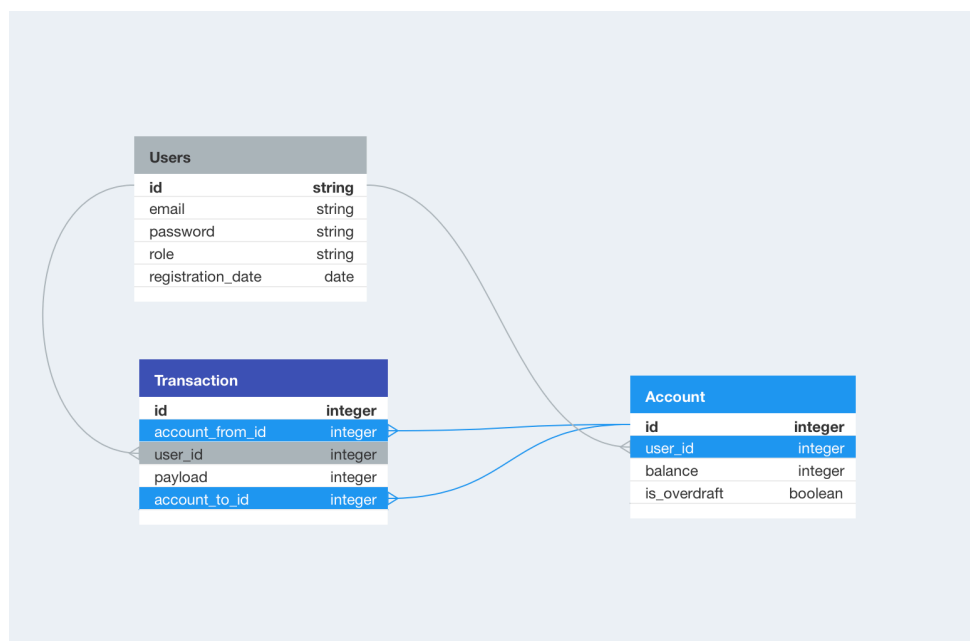 Users
id string
email string
password string
role string
registration_date date
Transaction
id integer
account_from_id integer
user_id integer
payload integer
account_to_id integer
Account
id integer
user_id integer
balance integer
is_overdraft boolean